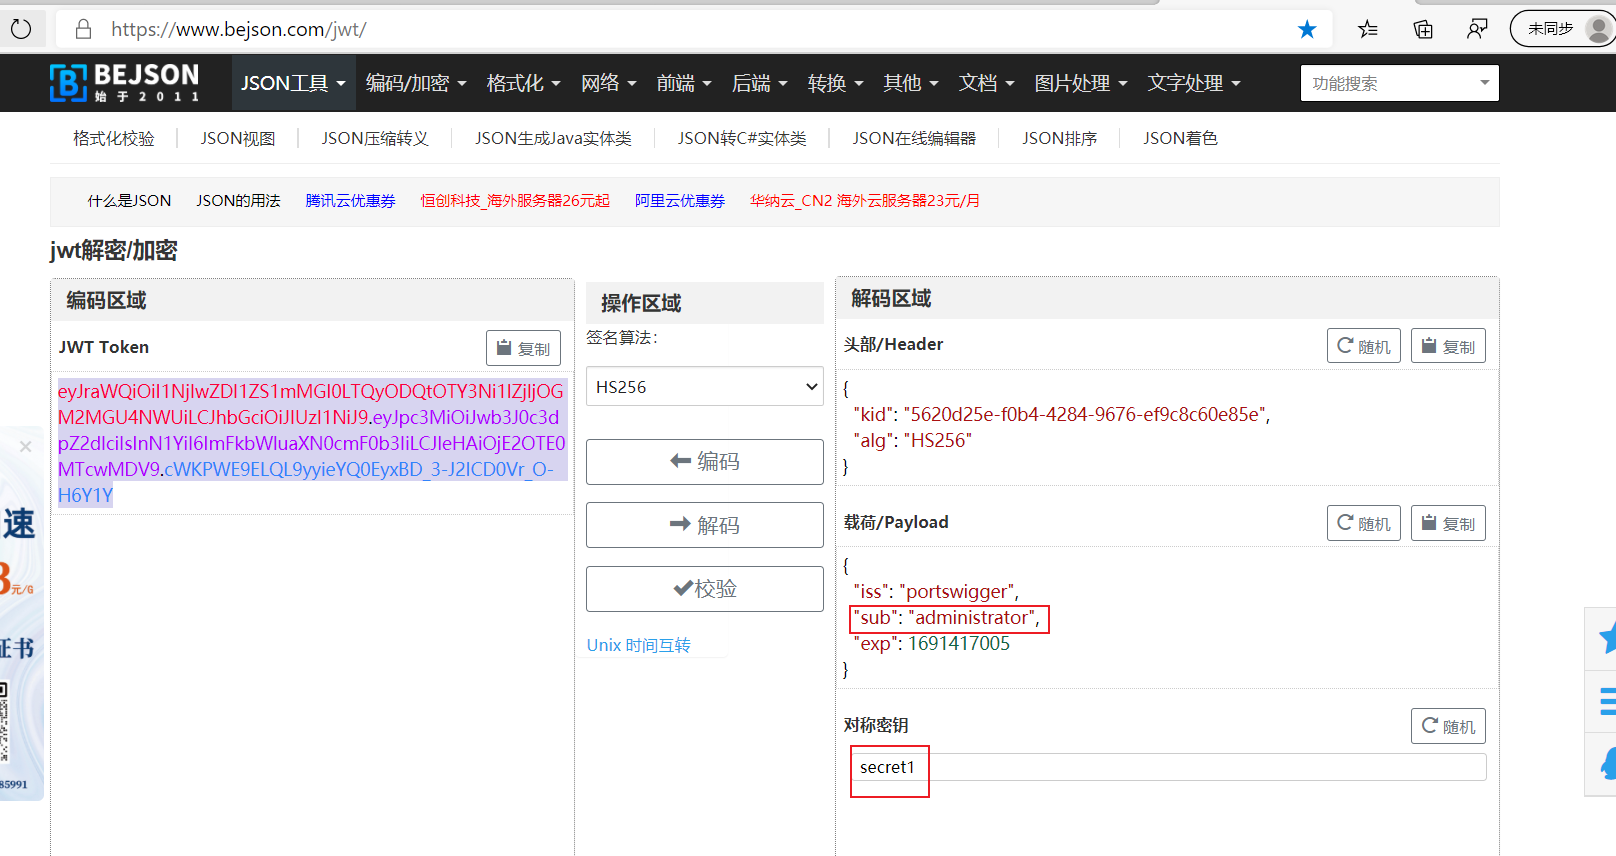 https://www.bejson.com/jwt/
未同步
BEJSON
始于2011
JSON工具 编码/加密 格式化 网络 前端 后端 转换 其他 文档 图片处理 文字处理 功能搜索
格式化校验 JSON视图 JSON压缩转义 JSON生成Java实体类 JSON转C#实体类 JSON在线编辑器 JSON排序 JSON着色
什么是JSON JSON的用法 腾讯云优惠券 恒创科技_海外服务器26元起 阿里云优惠券 华纳云_CN2 海外云服务器23元/月
jwt解密/加密
编码区域
JWT Token 复制
eyJraWQiOiI1NjIwZDI1ZS1mMGI0LTQyODQtOTY3Ni1lZjljOG
M2MGU4NWUiLCJhbGciOiJIUzI1NiJ9.eyJpc3MiOiJwb3J0c3d
pZ2dlciIsInN1YiI6ImFkbWluaXN0cmF0b3IiLCJleHAiOjE2OTE0
MTcwMDV9.cWKPWE9ELQL9yyieYQ0EyxBD_3-J2ICD0Vr_O-
H6Y1Y
操作区域
签名算法：
HS256
编码
解码
校验
Unix 时间互转
解码区域
头部/Header 随机 复制
{
"kid": "5620d25e-f0b4-4284-9676-ef9c8c60e85e",
"alg": "HS256"
}
载荷/Payload 随机 复制
{
"iss": "portswigger",
"sub": "administrator",
"exp": 1691417005
}
对称密钥 随机
secret1
速
元/G
证书
85991